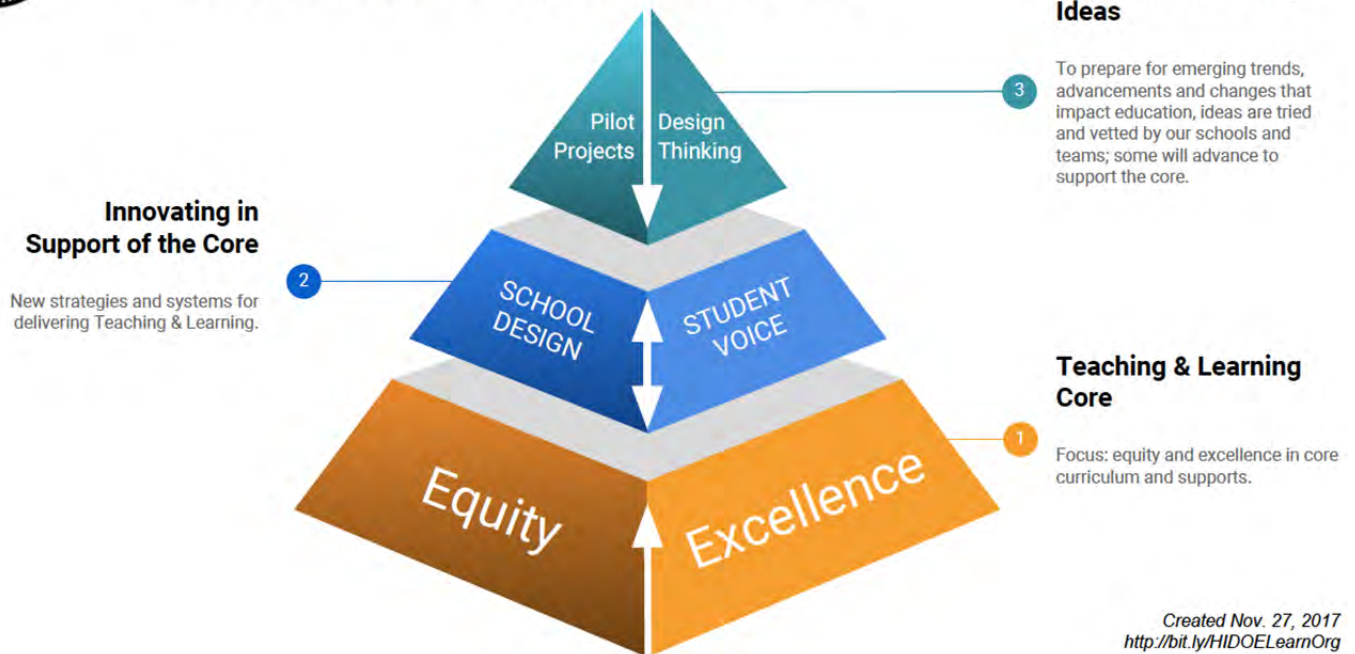 Ideas
3
To prepare for emerging trends,
advancements and changes that
impact education, ideas are tried
and vetted by our schools and
teams; some will advance to
support the core.
Pilot
Projects
Design
Thinking
Innovating in
Support of the Core
2
New strategies and systems for
delivering Teaching & Learning.
SCHOOL
DESIGN
STUDENT
VOICE
Teaching & Learning
Core
1
Focus: equity and excellence in core
curriculum and supports.
Equity
Excellence
Created Nov. 27, 2017
http://bit.ly/HIDOELearnOrg